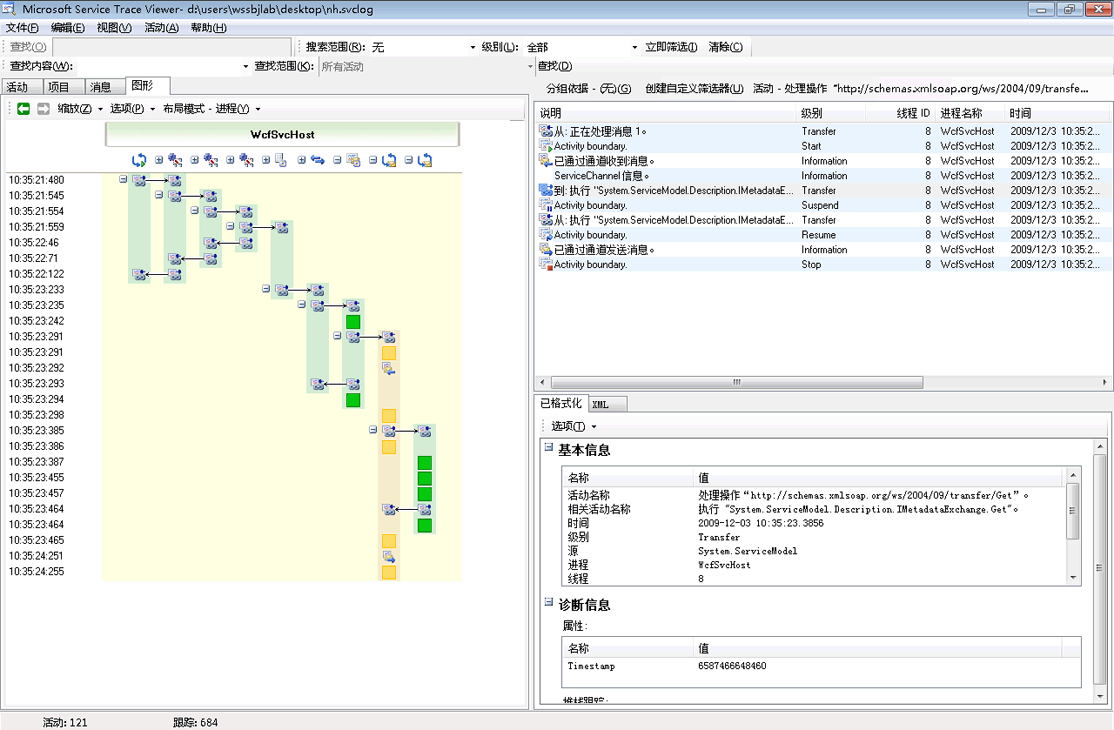 Microsoft Service Trace Viewer- d:\users\wssbjlab\desktop\nh.svclog
文件(F) 编辑(E) 视图(V) 活动(A) 帮助(H)
查找(O) 搜索范围(R): 无 级别(L): 全部 立即筛选(I) 清除(C)
查找内容(W): 查找范围(K): 所有活动 查找(D)
活动 项目 消息 图形
缩放(Z) 选项(P) 布局模式 - 进程(Y)
WcfSvcHost
10:35:21:480
10:35:21:545
10:35:21:554
10:35:21:559
10:35:22:46
10:35:22:71
10:35:22:122
10:35:23:233
10:35:23:235
10:35:23:242
10:35:23:291
10:35:23:291
10:35:23:292
10:35:23:293
10:35:23:294
10:35:23:298
10:35:23:385
10:35:23:386
10:35:23:387
10:35:23:455
10:35:23:457
10:35:23:464
10:35:23:464
10:35:23:465
10:35:24:251
10:35:24:255
分组依据 - (无)(G) 创建自定义筛选器(U) 活动 - 处理操作 "http://schemas.xmlsoap.org/ws/2004/09/transfe...
说明 级别 线程 ID 进程名称 时间
从: 正在处理消息 1。 Transfer 8 WcfSvcHost 2009/12/3 10:35:2...
Activity boundary. Start 8 WcfSvcHost 2009/12/3 10:35:2...
已通过通道收到消息。 Information 8 WcfSvcHost 2009/12/3 10:35:2...
ServiceChannel 信息。 Information 8 WcfSvcHost 2009/12/3 10:35:2...
到: 执行 "System.ServiceModel.Description.IMetadataE... Transfer 8 WcfSvcHost 2009/12/3 10:35:2...
Activity boundary. Suspend 8 WcfSvcHost 2009/12/3 10:35:2...
从: 执行 "System.ServiceModel.Description.IMetadataE... Transfer 8 WcfSvcHost 2009/12/3 10:35:2...
Activity boundary. Resume 8 WcfSvcHost 2009/12/3 10:35:2...
已通过通道发送消息。 Information 8 WcfSvcHost 2009/12/3 10:35:2...
Activity boundary. Stop 8 WcfSvcHost 2009/12/3 10:35:2...
已格式化 XML
选项(T)
基本信息
名称 值
活动名称 处理操作“http://schemas.xmlsoap.org/ws/2004/09/transfer/Get”。
相关活动名称 执行 "System.ServiceModel.Description.IMetadataExchange.Get"。
时间 2009-12-03 10:35:23.3856
级别 Transfer
源 System.ServiceModel
进程 WcfSvcHost
线程 8
诊断信息
属性:
名称 值
Timestamp 6587466648460
堆栈跟踪:
活动: 121 跟踪: 684